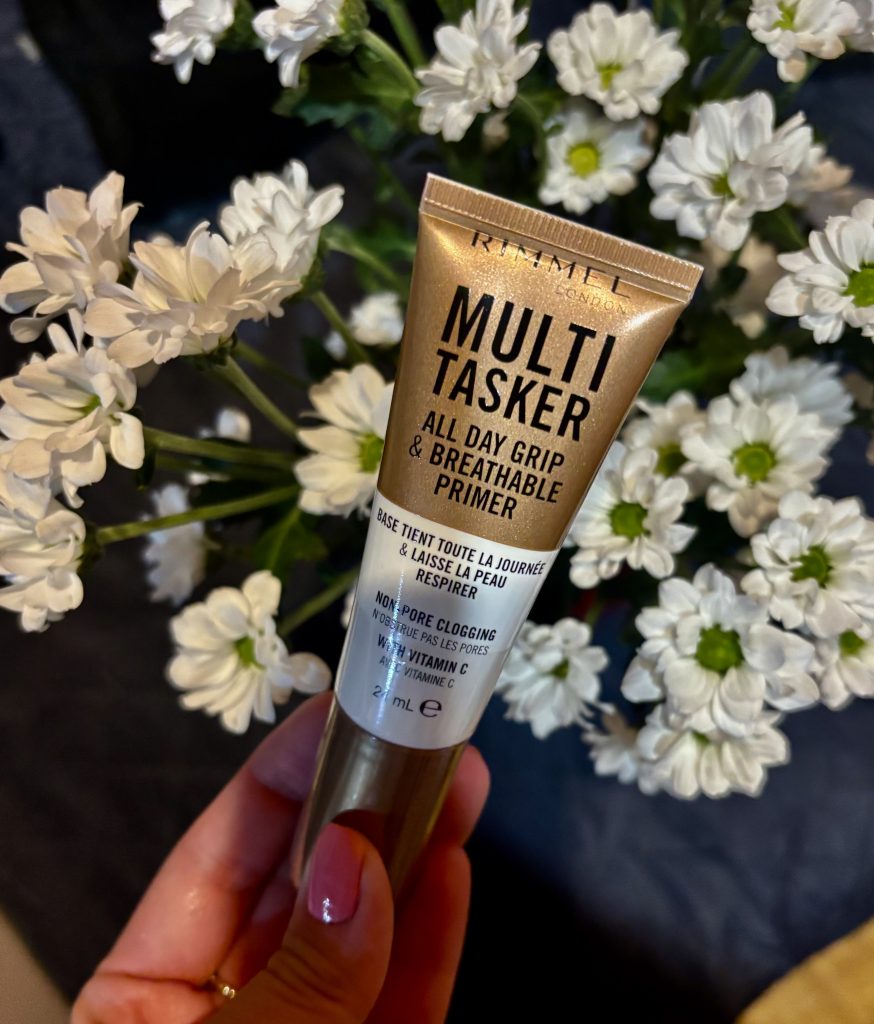 RIMMEL
LONDON
MULTI
TASKER
ALL DAY GRIP
& BREATHABLE
PRIMER
BASE TIENT TOUTE LA JOURNÉE
& LAISSE LA PEAU
RESPIRER
NON-PORE CLOGGING
N'OBSTRUE PAS LES PORES
WITH VITAMIN C
AVEC VITAMINE C
mL ℮